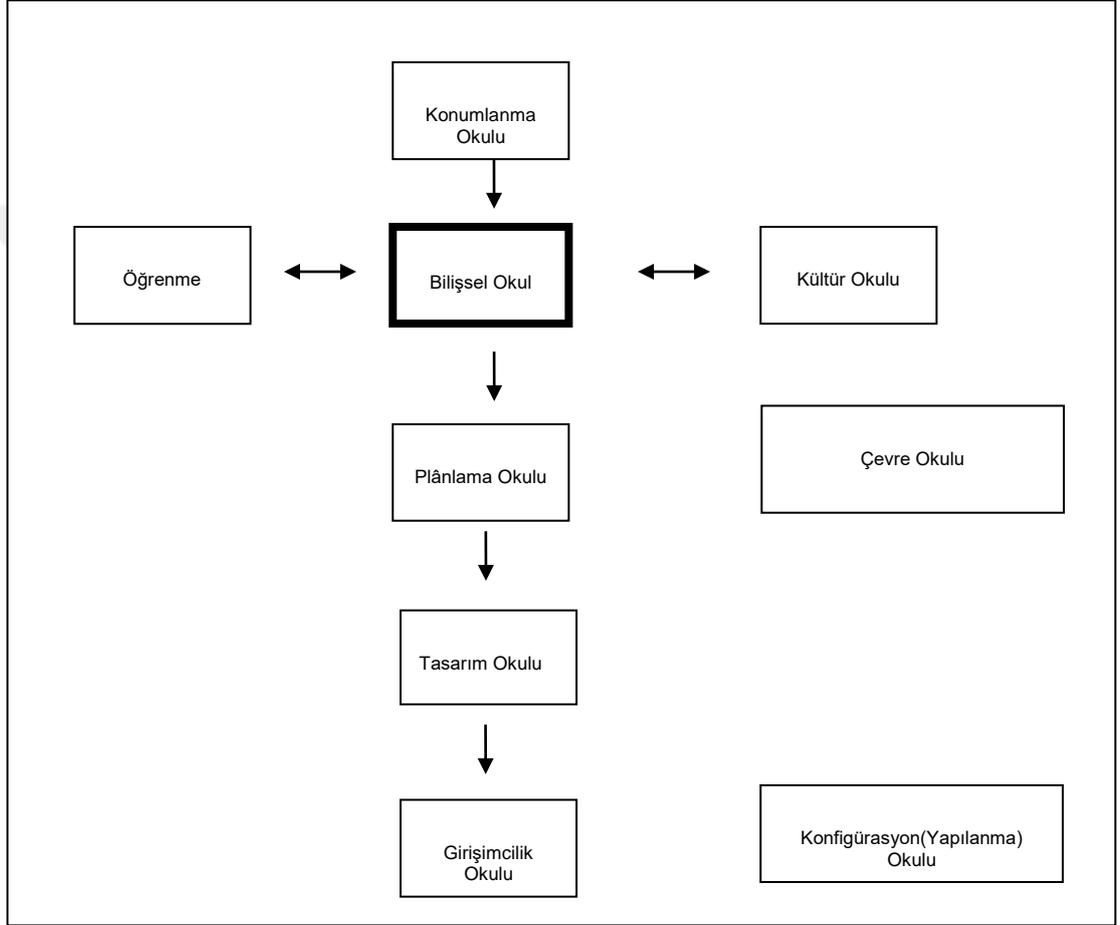 Konumlanma
Okulu
Öğrenme
Bilişsel Okul
Kültür Okulu
Plânlama Okulu
Çevre Okulu
Tasarım Okulu
Girişimcilik
Okulu
Konfigürasyon(Yapılanma)
Okulu